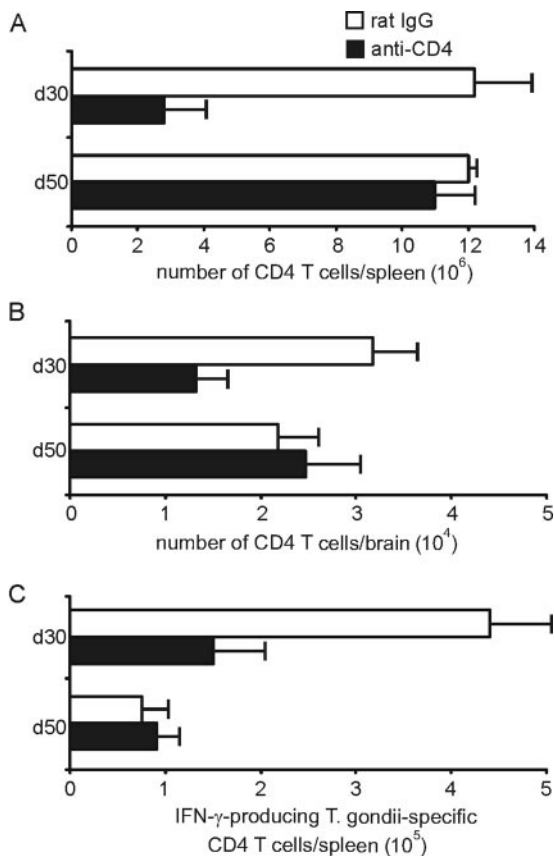 A
rat IgG
anti-CD4
d30
d50
0 2 4 6 8 10 12 14
number of CD4 T cells/spleen (10⁶)
B
d30
d50
0 1 2 3 4 5
number of CD4 T cells/brain (10⁴)
C
d30
d50
0 1 2 3 4 5
IFN-γ-producing T. gondii-specific
CD4 T cells/spleen (10⁵)